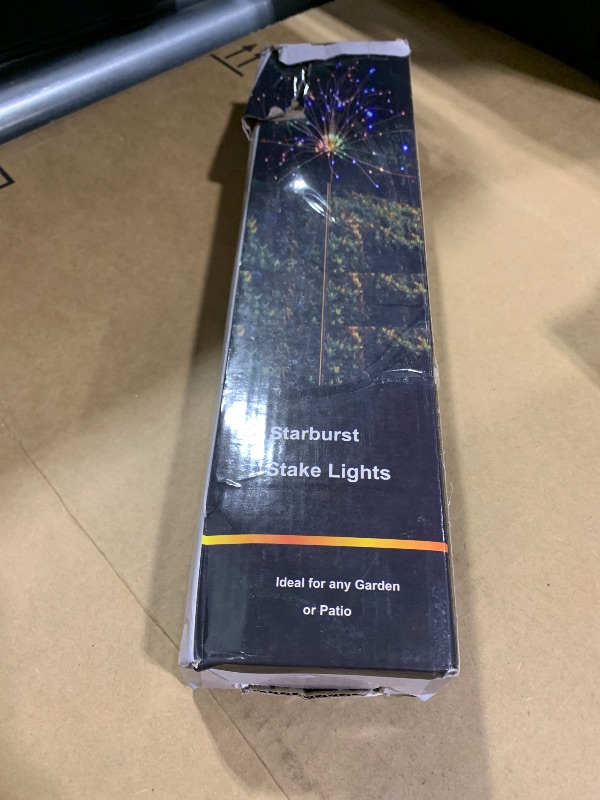 Starburst
Stake Lights
Ideal for any Garden
or Patio